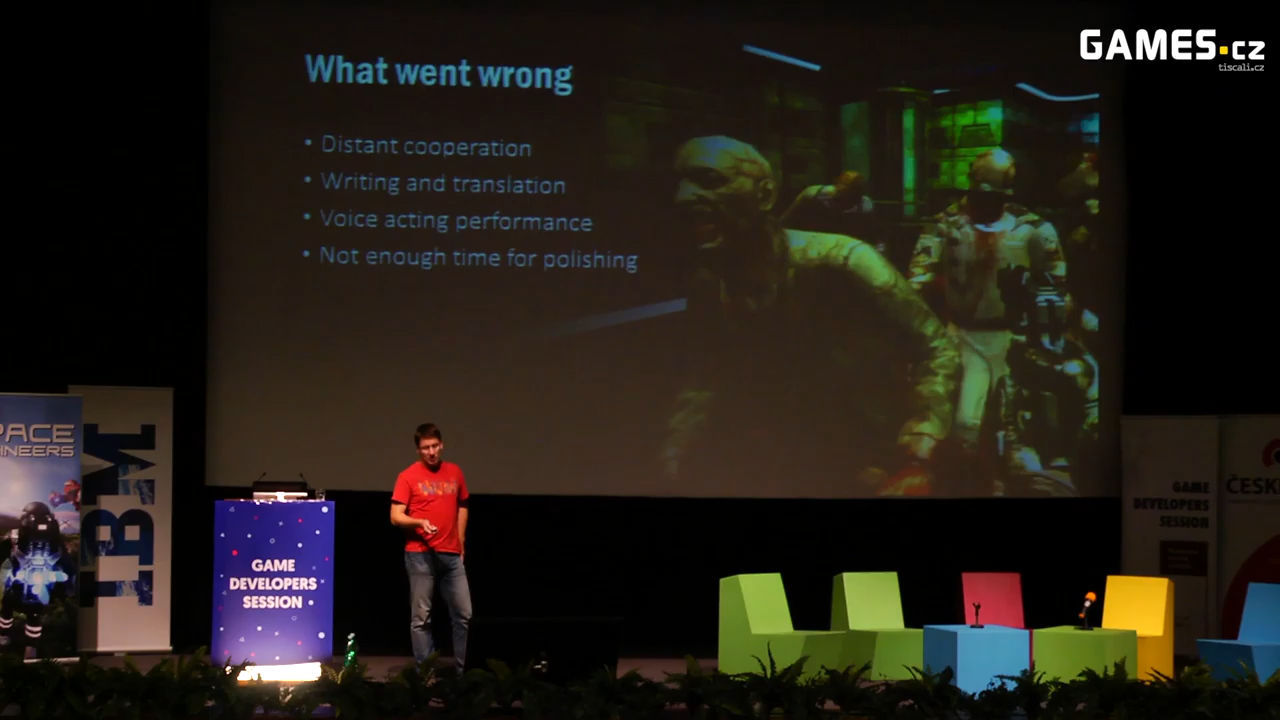 GAMES.cz
tiscali.cz
What went wrong
• Distant cooperation
• Writing and translation
• Voice acting performance
• Not enough time for polishing
PACE
INEERS
IBM
GAME
DEVELOPERS
SESSION
GAME
DEVELOPERS
SESSION
ČESK